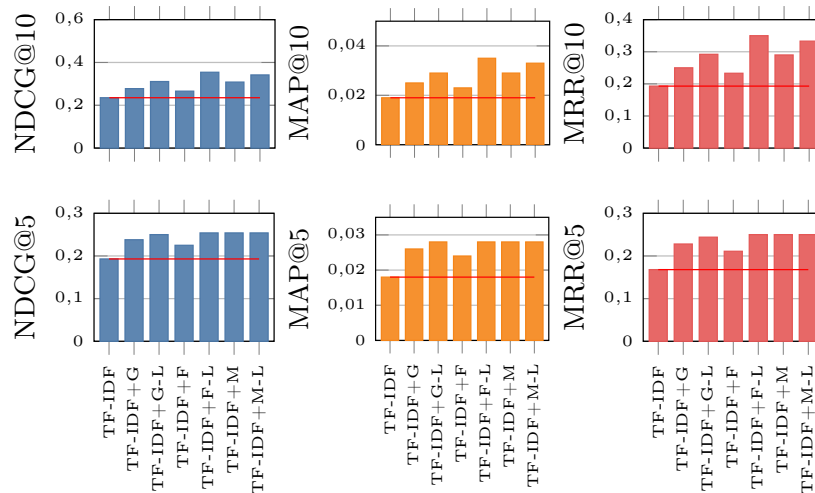 NDCG@10
0,6
0,4
0,2
0
MAP@10
0,04
0,02
0
MRR@10
0,4
0,3
0,2
0,1
0
NDCG@5
0,3
0,2
0,1
0
MAP@5
0,03
0,02
0,01
0
MRR@5
0,3
0,2
0,1
0
TF-IDF
TF-IDF+G
TF-IDF+G-L
TF-IDF+F
TF-IDF+F-L
TF-IDF+M
TF-IDF+M-L
TF-IDF
TF-IDF+G
TF-IDF+G-L
TF-IDF+F
TF-IDF+F-L
TF-IDF+M
TF-IDF+M-L
TF-IDF
TF-IDF+G
TF-IDF+G-L
TF-IDF+F
TF-IDF+F-L
TF-IDF+M
TF-IDF+M-L